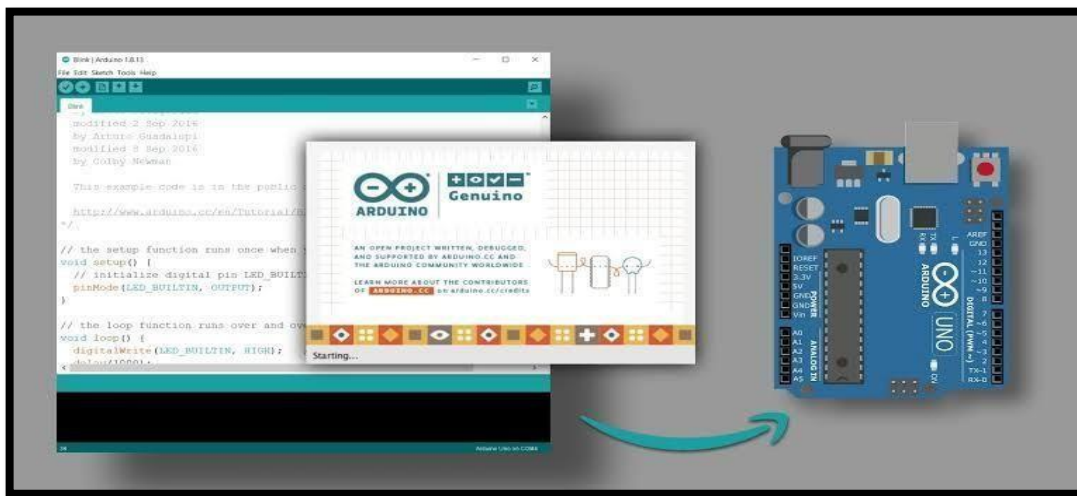 Blink | Arduino 1.8.13
File Edit Sketch Tools Help
Blink
modified 2 Sep 2016
by Arturo Guadalupi
modified 8 Sep 2016
by Colby Newman
This example code is in the public
http://www.arduino.cc/en/Tutorial/B
*/
// the setup function runs once when
void setup() {
// initialize digital pin LED_BUILTI
pinMode(LED_BUILTIN, OUTPUT);
}
// the loop function runs over and ov
void loop() {
digitalWrite(LED_BUILTIN, HIGH);
delay(1000);
Arduino Uno on COM
ARDUINO
Genuino
AN OPEN PROJECT WRITTEN, DEBUGGED,
AND SUPPORTED BY ARDUINO.CC AND
THE ARDUINO COMMUNITY WORLDWIDE
LEARN MORE ABOUT THE CONTRIBUTORS
OF ARDUINO.CC on arduino.cc/credits
Starting...
IOREF
RESET
3.3V
5V
GND
GND
Vin
POWER
A0
A1
A2
A3
A4
A5
ANALOG IN
TX
RX
L
ARDUINO
UNO
ON
AREF
GND
13
12
~11
~10
~9
8
7
~6
~5
4
~3
2
TX-1
RX-0
DIGITAL (PWM ~)